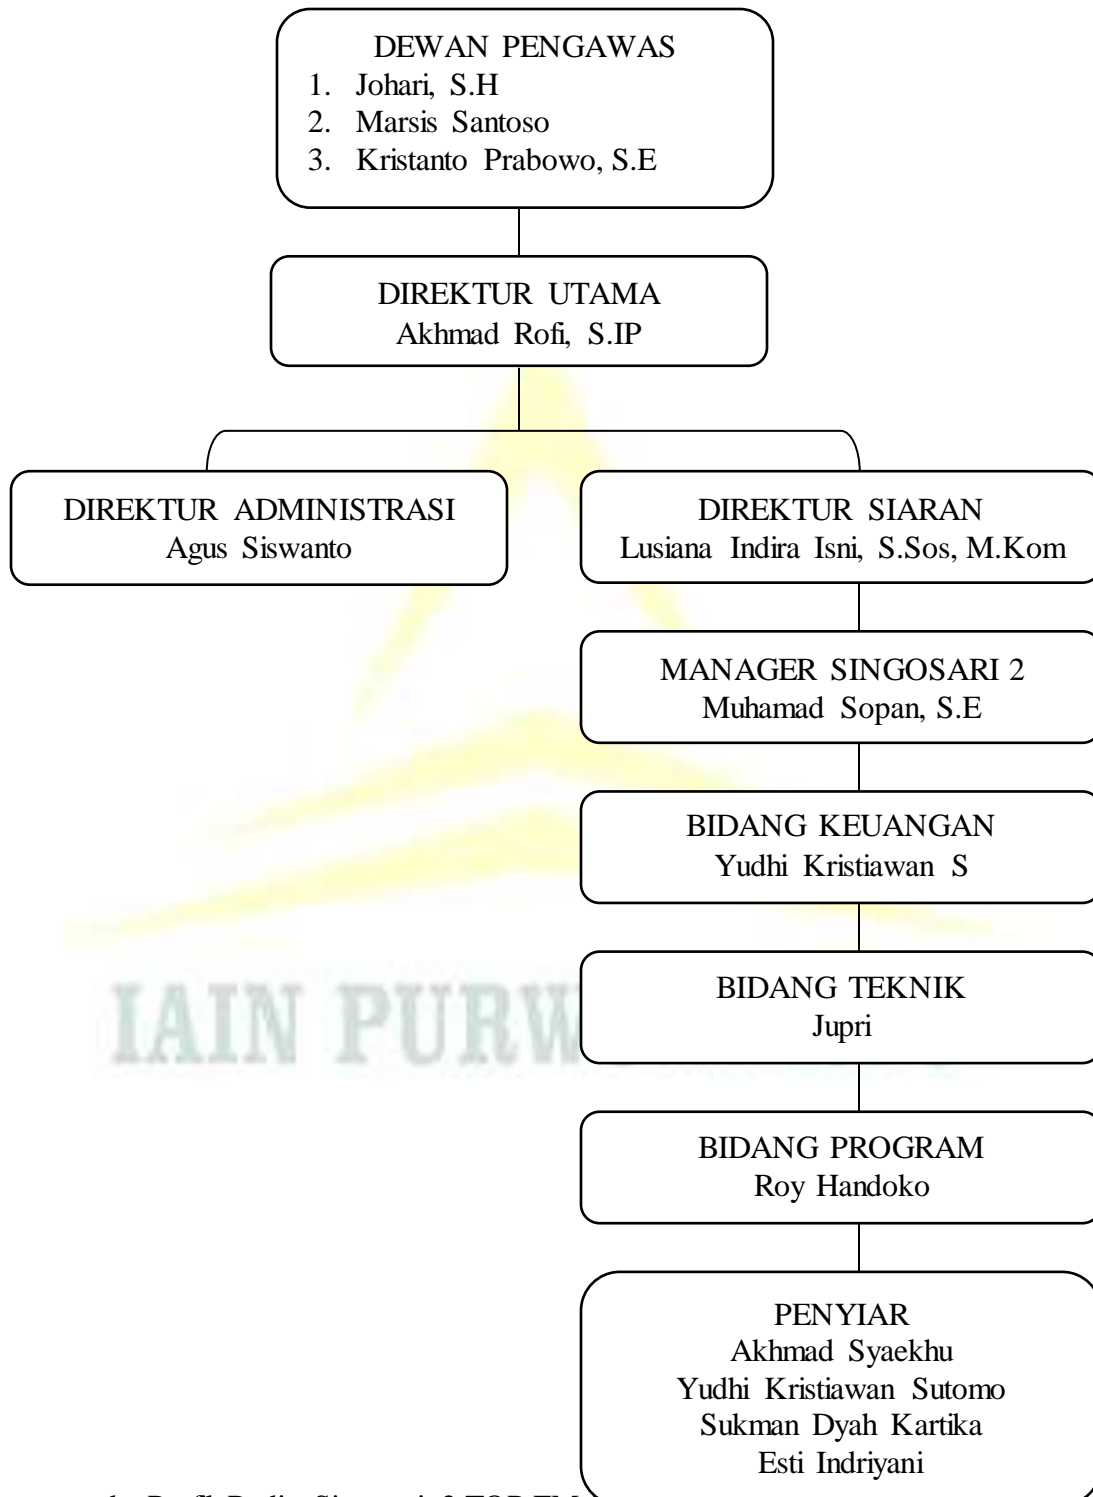 DEWAN PENGAWAS
1. Johari, S.H
2. Marsis Santoso
3. Kristanto Prabowo, S.E
DIREKTUR UTAMA
Akhmad Rofi, S.IP
DIREKTUR ADMINISTRASI
Agus Siswanto
DIREKTUR SIARAN
Lusiana Indira Isni, S.Sos, M.Kom
MANAGER SINGOSARI 2
Muhamad Sopan, S.E
BIDANG KEUANGAN
Yudhi Kristiawan S
IAIN
BIDANG TEKNIK
Jupri
BIDANG PROGRAM
Roy Handoko
PENYIAR
Akhmad Syaekhu
Yudhi Kristiawan Sutomo
Sukman Dyah Kartika
Esti Indriyani